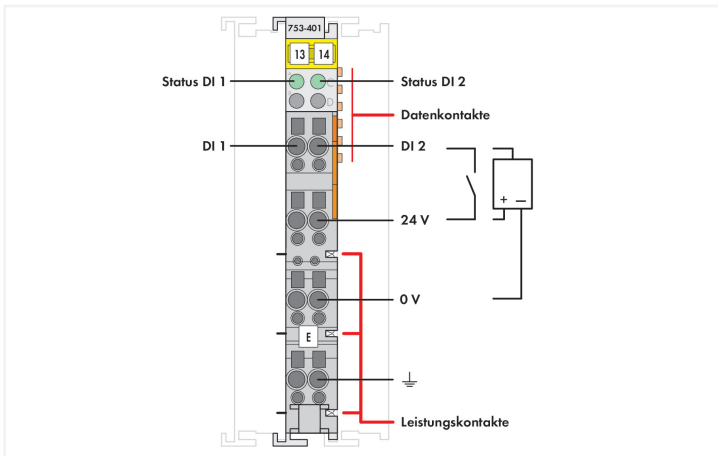 753-401
13 14
Status DI 1
Status DI 2
C
D
Datenkontakte
DI 1
DI 2
+ −
24 V
0 V
E
Leistungskontakte